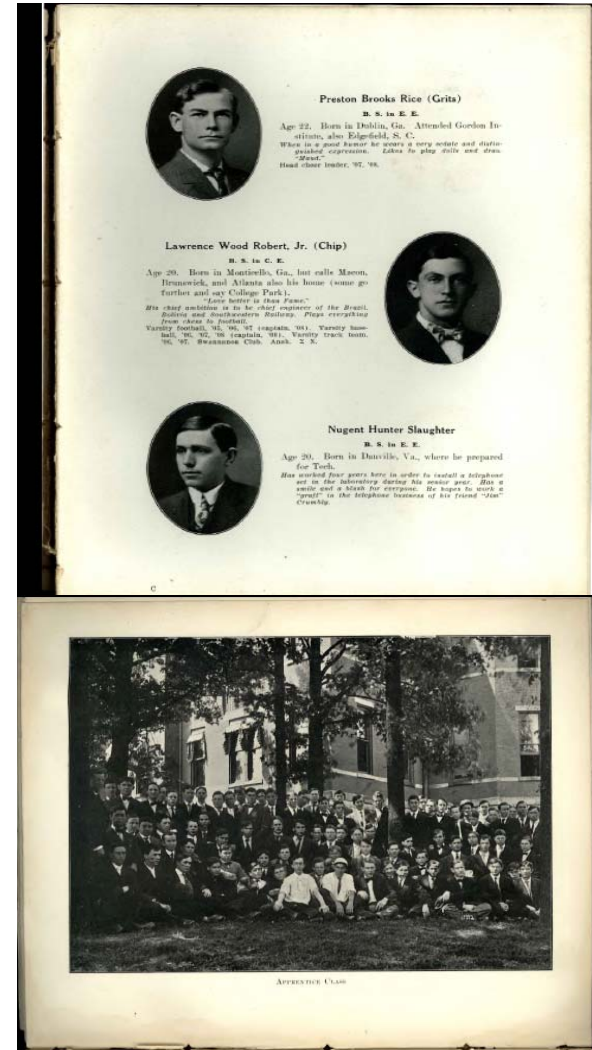 Preston Brooks Rice (Grits)
B. S. in E. E.
Age 22. Born in Dublin, Ga. Attended Gordon In-
stitute, also Edgefield, S. C.
When in a good humor he wears a very sedate and distin-
guished expression. Likes to play dolls and draw
"Maud."
Head cheer leader, '07, '08.
Lawrence Wood Robert, Jr. (Chip)
B. S. in C. E.
Age 20. Born in Monticello, Ga., but calls Macon,
Brunswick, and Atlanta also his home (some go
further and say College Park).
"Love better is than Fame."
His chief ambition is to be chief engineer of the Brazil,
Bolivia and Southwestern Railway. Plays everything
from chess to football.
Varsity football, '05, '06, '07 (captain, '08). Varsity base-
ball, '06, '07, '08 (captain, '08). Varsity track team,
'06, '07. Swannanoa Club. Anak. Σ N.
Nugent Hunter Slaughter
B. S. in E. E.
Age 20. Born in Danville, Va., where he prepared
for Tech.
Has worked four years here in order to install a telephone
set in the laboratory during his senior year. Has a
smile and a blush for everyone. He hopes to work a
"graft" in the telephone business of his friend "Jim"
Crumbly.
C
Apprentice Class